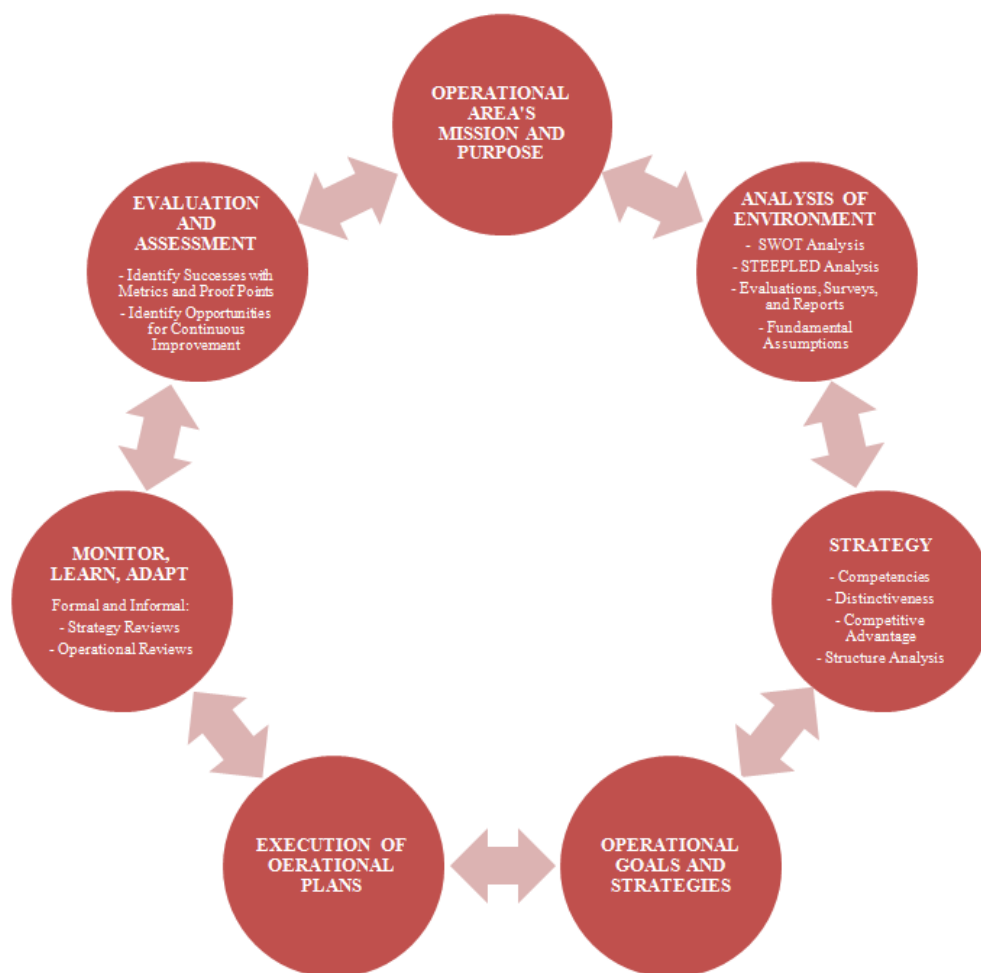 OPERATIONAL
AREA'S
MISSION AND
PURPOSE
ANALYSIS OF
ENVIRONMENT
- SWOT Analysis
- STEEPLED Analysis
- Evaluations, Surveys,
and Reports
- Fundamental
Assumptions
STRATEGY
- Competencies
- Distinctiveness
- Competitive
Advantage
- Structure Analysis
OPERATIONAL
GOALS AND
STRATEGIES
EXECUTION OF
OERATIONAL
PLANS
MONITOR,
LEARN, ADAPT
Formal and Informal:
- Strategy Reviews
- Operational Reviews
EVALUATION
AND
ASSESSMENT
- Identify Successes with
Metrics and Proof Points
- Identify Opportunities
for Continuous
Improvement